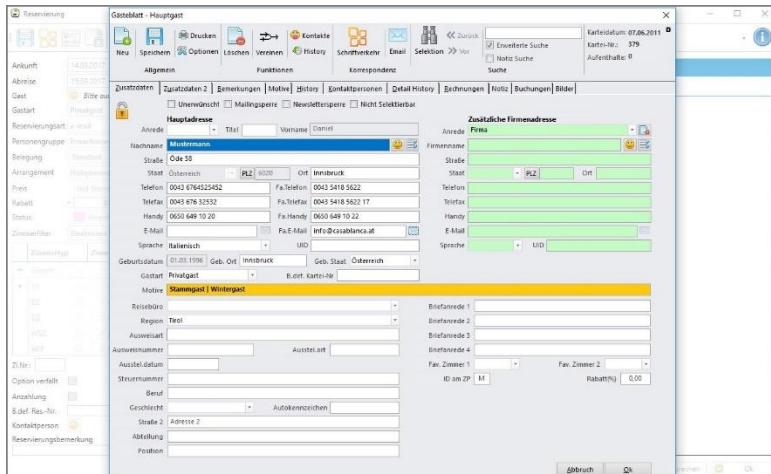 Reservierung
Gästeblatt - Hauptgast
Neu Speichern Drucken Optionen Löschen Vereinen Kontakte History Schriftverkehr Email Selektion Zurück Vor
Erweiterte Suche
Notiz Suche
Karteidatum: 07.06.2011
Kartei-Nr.: 379
Aufenthalte: 0
Allgemein Funktionen Korrespondenz Suche
Zusatzdaten Zusatzdaten 2 Bemerkungen Motive History Kontaktpersonen Detail History Rechnungen Notiz Buchungen Bilder
Unerwünscht Mailingsperre Newslettersperre Nicht Selektierbar
Hauptadresse Zusätzliche Firmenadresse
Anrede Titel Vorname Daniel Anrede Firma
Nachname Mustermann Firmenname
Straße Öde 58 Straße
Staat Österreich PLZ 6020 Ort Innsbruck Staat PLZ Ort
Telefon 0043 6764525452 Fa.Telefon 0043 5418 5622 Telefon
Telefax 0043 676 32532 Fa.Telefax 0043 5418 5622 17 Telefax
Handy 0650 649 10 20 Fa.Handy 0650 649 10 22 Handy
E-Mail Fa.E-Mail info@casablanca.at E-Mail
Sprache Italienisch UID Sprache UID
Geburtsdatum 01.03.1996 Geb. Ort Innsbruck Geb. Staat Österreich
Gastart Privatgast B.def. Kartei-Nr
Motive Stammgast | Wintergast
Reisebüro Briefanrede 1
Region Tirol Briefanrede 2
Ausweisart Briefanrede 3
Ausweisnummer Ausstel.ort Briefanrede 4
Ausstel.datum Fav. Zimmer 1 Fav. Zimmer 2
Steuernummer ID am ZP M Rabatt(%) 0,00
Beruf
Geschlecht Autokennzeichen
Straße 2 Adresse 2
Abteilung
Position
Abbruch Ok
Ankunft
Abreise
Gast
Gastart
Reservierungsart
Personengruppe
Belegung
Arrangement
Preis
Rabatt
Status
Zimmerfilter
Zi.Nr.:
Option verfällt
Anzahlung
B.def. Res.-Nr.
Kontaktperson
Reservierungsbemerkung
Ok